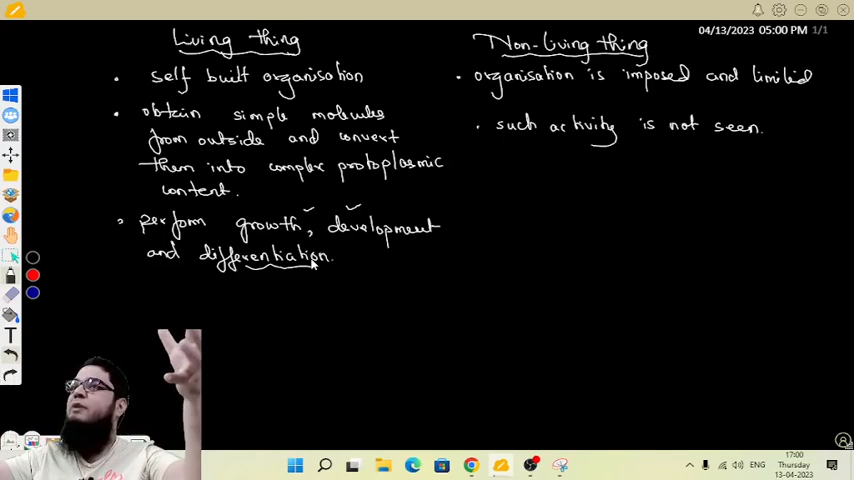 04/13/2023 05:00 PM 1/1
Living thing
• self built organisation
• obtain simple molecules
from outside and convert
them into complex protoplasmic
content.
• perform growth, development
and differentiation.
Non-Living thing
• organisation is imposed and limited
• such activity is not seen.
T
ENG
17:00
Thursday
13-04-2023